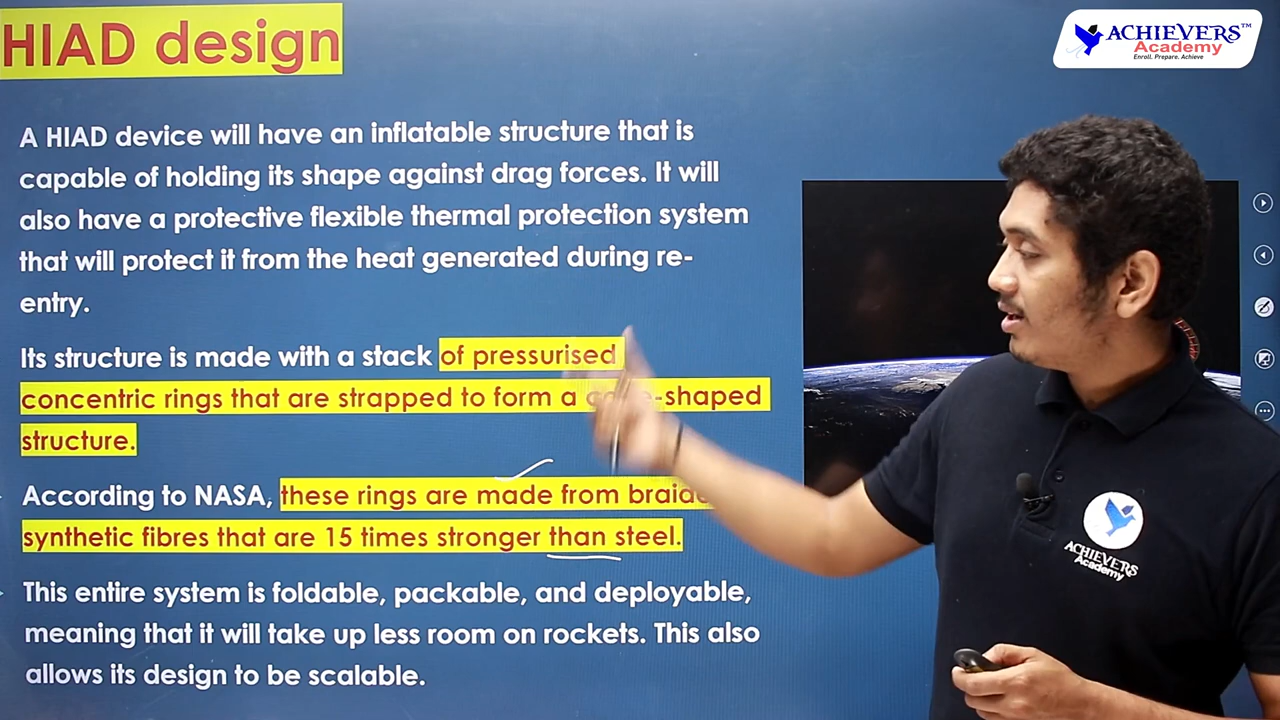 HIAD design
ACHIEVERS™
Academy
Enroll. Prepare. Achieve
A HIAD device will have an inflatable structure that is
capable of holding its shape against drag forces. It will
also have a protective flexible thermal protection system
that will protect it from the heat generated during re-
entry.
Its structure is made with a stack of pressurised
concentric rings that are strapped to form a -shaped
structure.
According to NASA, these rings are made from
synthetic fibres that are 15 times stronger than steel.
This entire system is foldable, packable, and deployable,
meaning that it will take up less room on rockets. This also
allows its design to be scalable.
ACHIEVERS
Academy